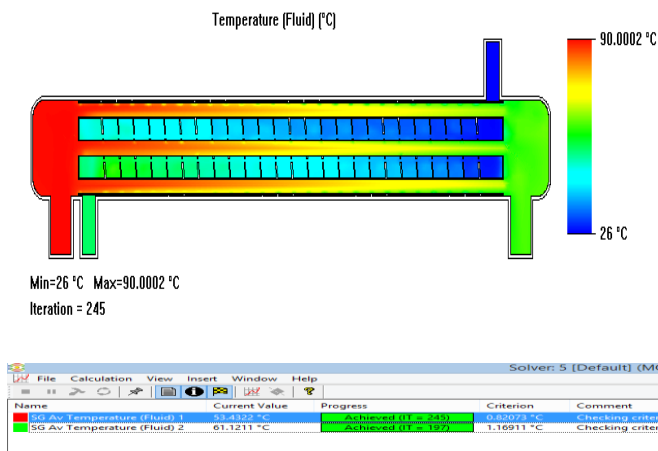 Temperature (Fluid) (°C)
90.0002 °C
26 °C
Min=26 °C Max=90.0002 °C
Iteration = 245
Solver: 5 [Default] (M
File Calculation View Insert Window Help
Name Current Value Progress Criterion Comment
SG Av Temperature (Fluid) 1 53.4322 °C Achieved (IT = 245) 0.82073 °C Checking criter
SG Av Temperature (Fluid) 2 61.1211 °C Achieved (IT = 197) 1.16911 °C Checking criter